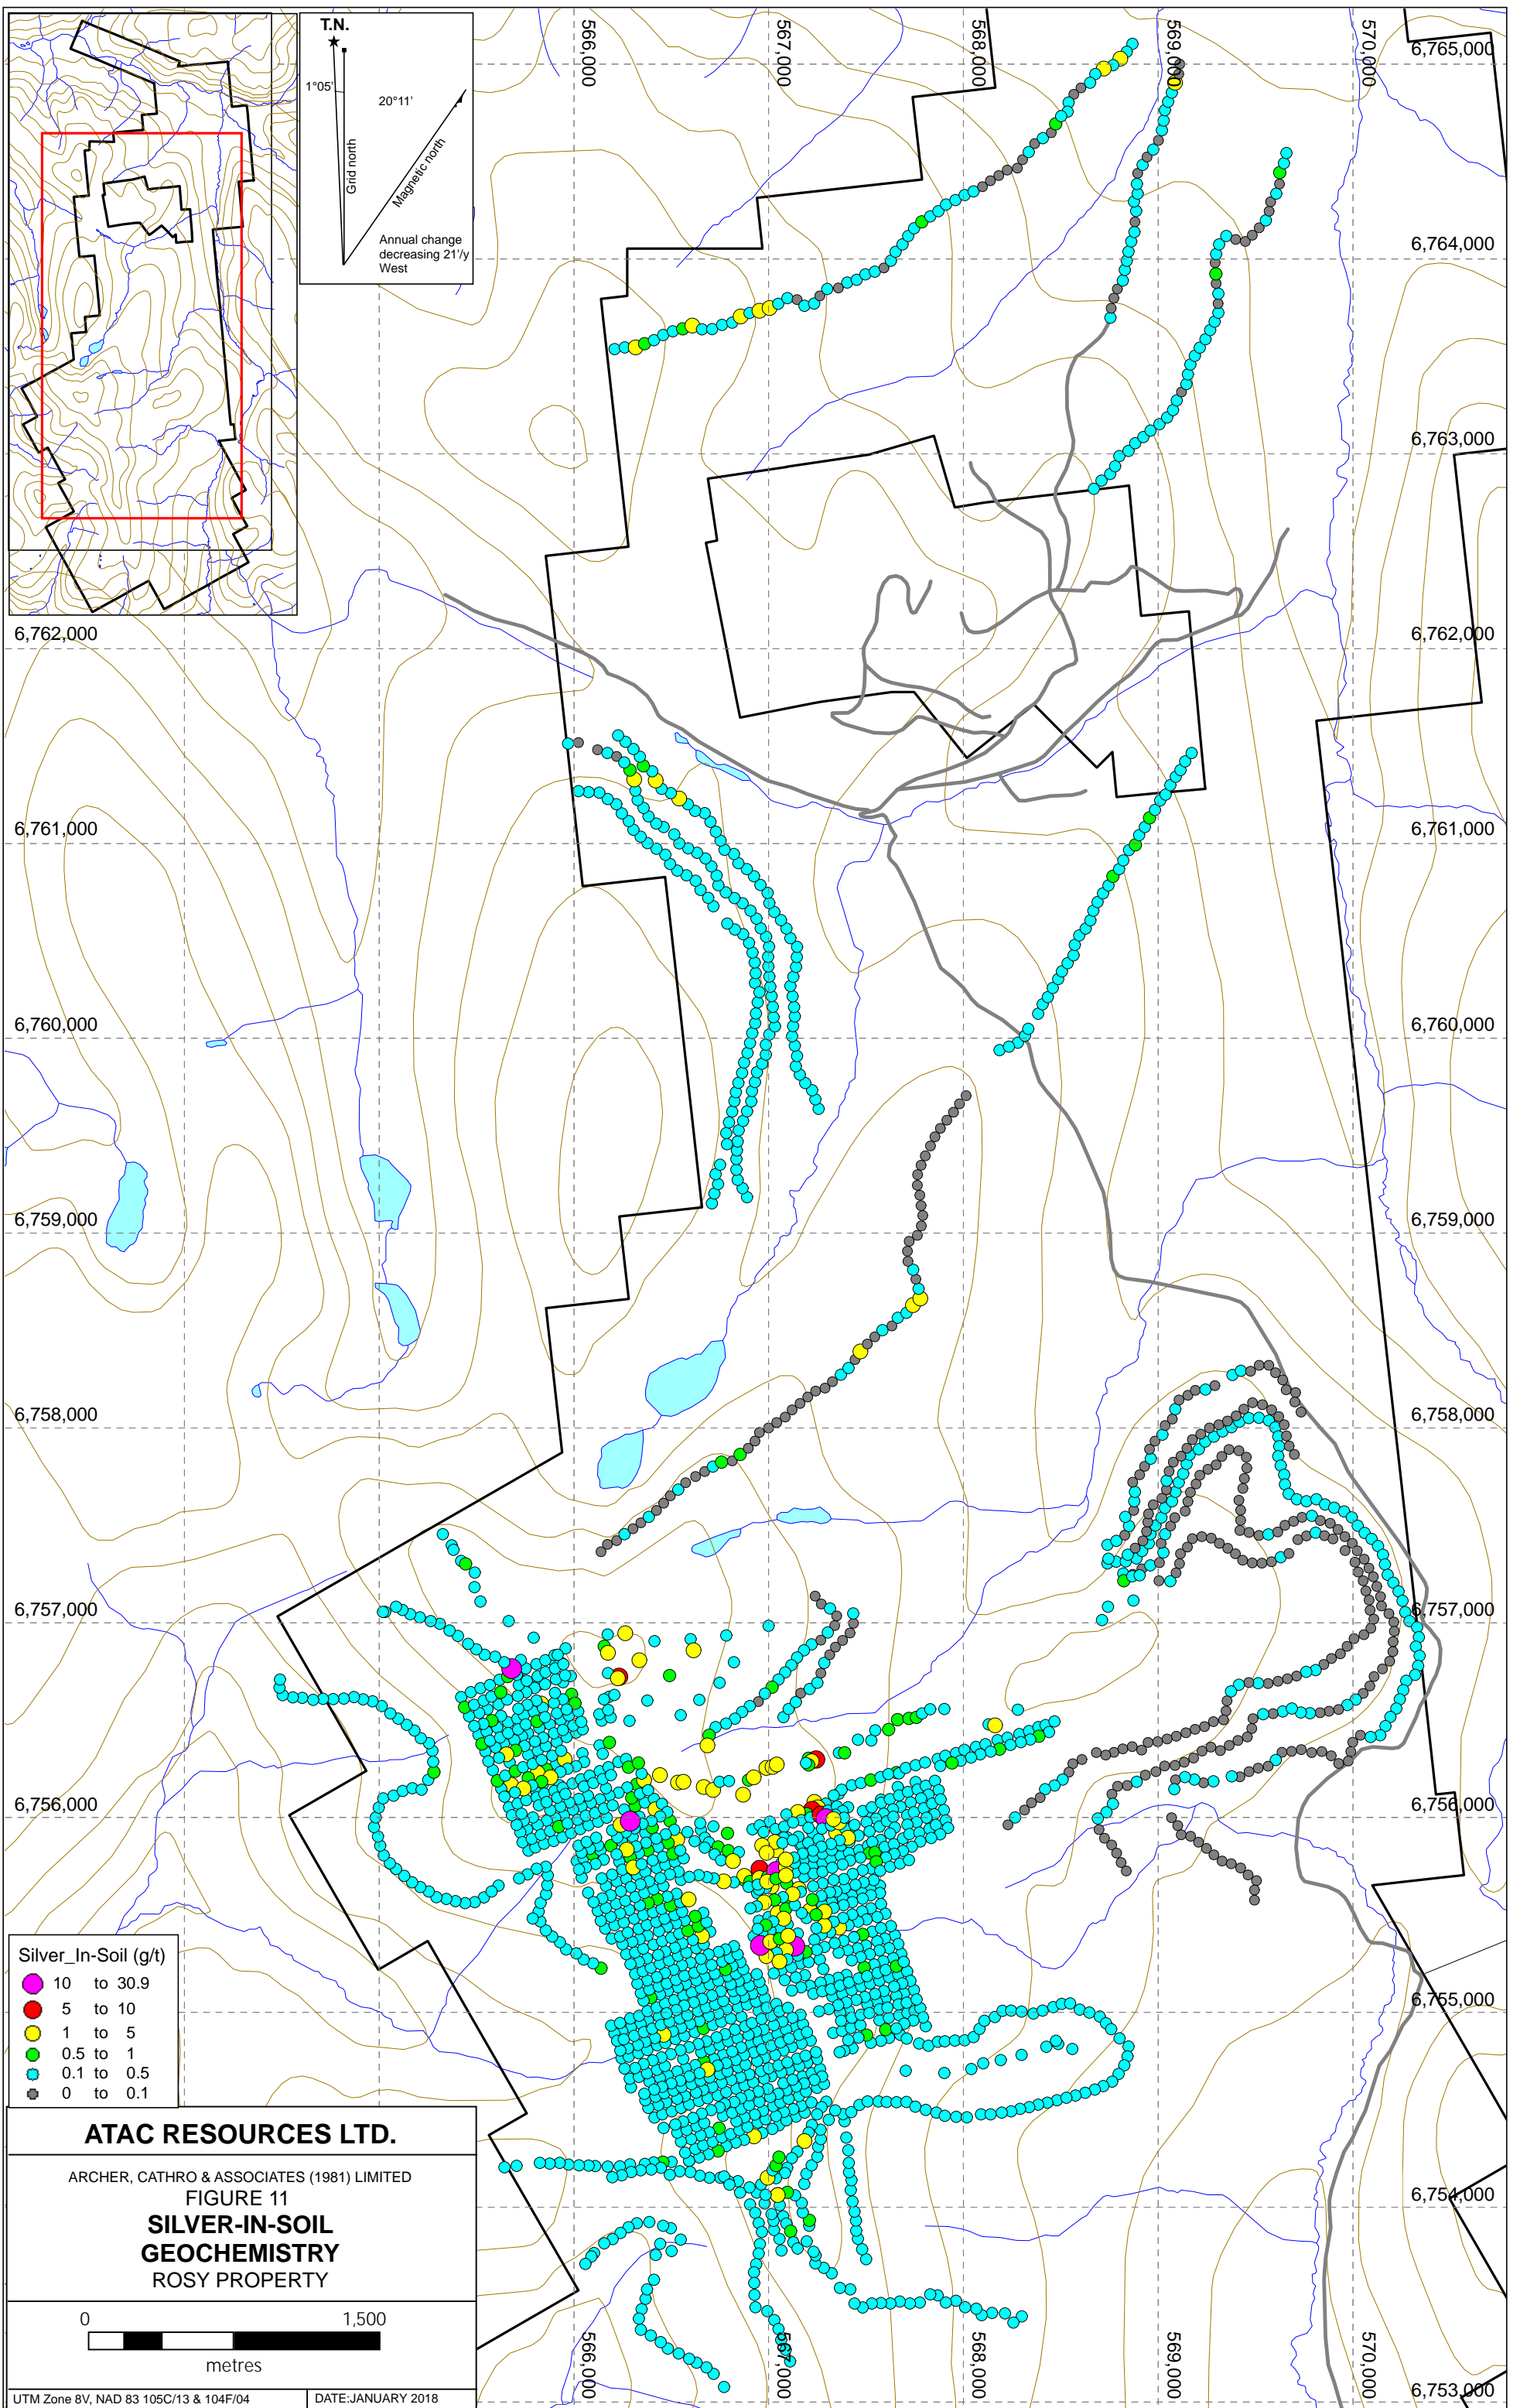 T.N.
1°05'
20°11'
Grid north
Magnetic north
Annual change
decreasing 21'/y
West
566,000
567,000
568,000
569,000
570,000
6,765,000
6,764,000
6,763,000
6,762,000
6,762,000
6,761,000
6,761,000
6,760,000
6,760,000
6,759,000
6,759,000
6,758,000
6,758,000
6,757,000
6,757,000
6,756,000
6,756,000
6,755,000
6,754,000
6,753,000
566,000
567,000
568,000
569,000
570,000
Silver_In-Soil (g/t)
10 to 30.9
5 to 10
1 to 5
0.5 to 1
0.1 to 0.5
0 to 0.1
ATAC RESOURCES LTD.
ARCHER, CATHRO & ASSOCIATES (1981) LIMITED
FIGURE 11
SILVER-IN-SOIL
GEOCHEMISTRY
ROSY PROPERTY
0 1,500
metres
UTM Zone 8V, NAD 83 105C/13 & 104F/04
DATE:JANUARY 2018